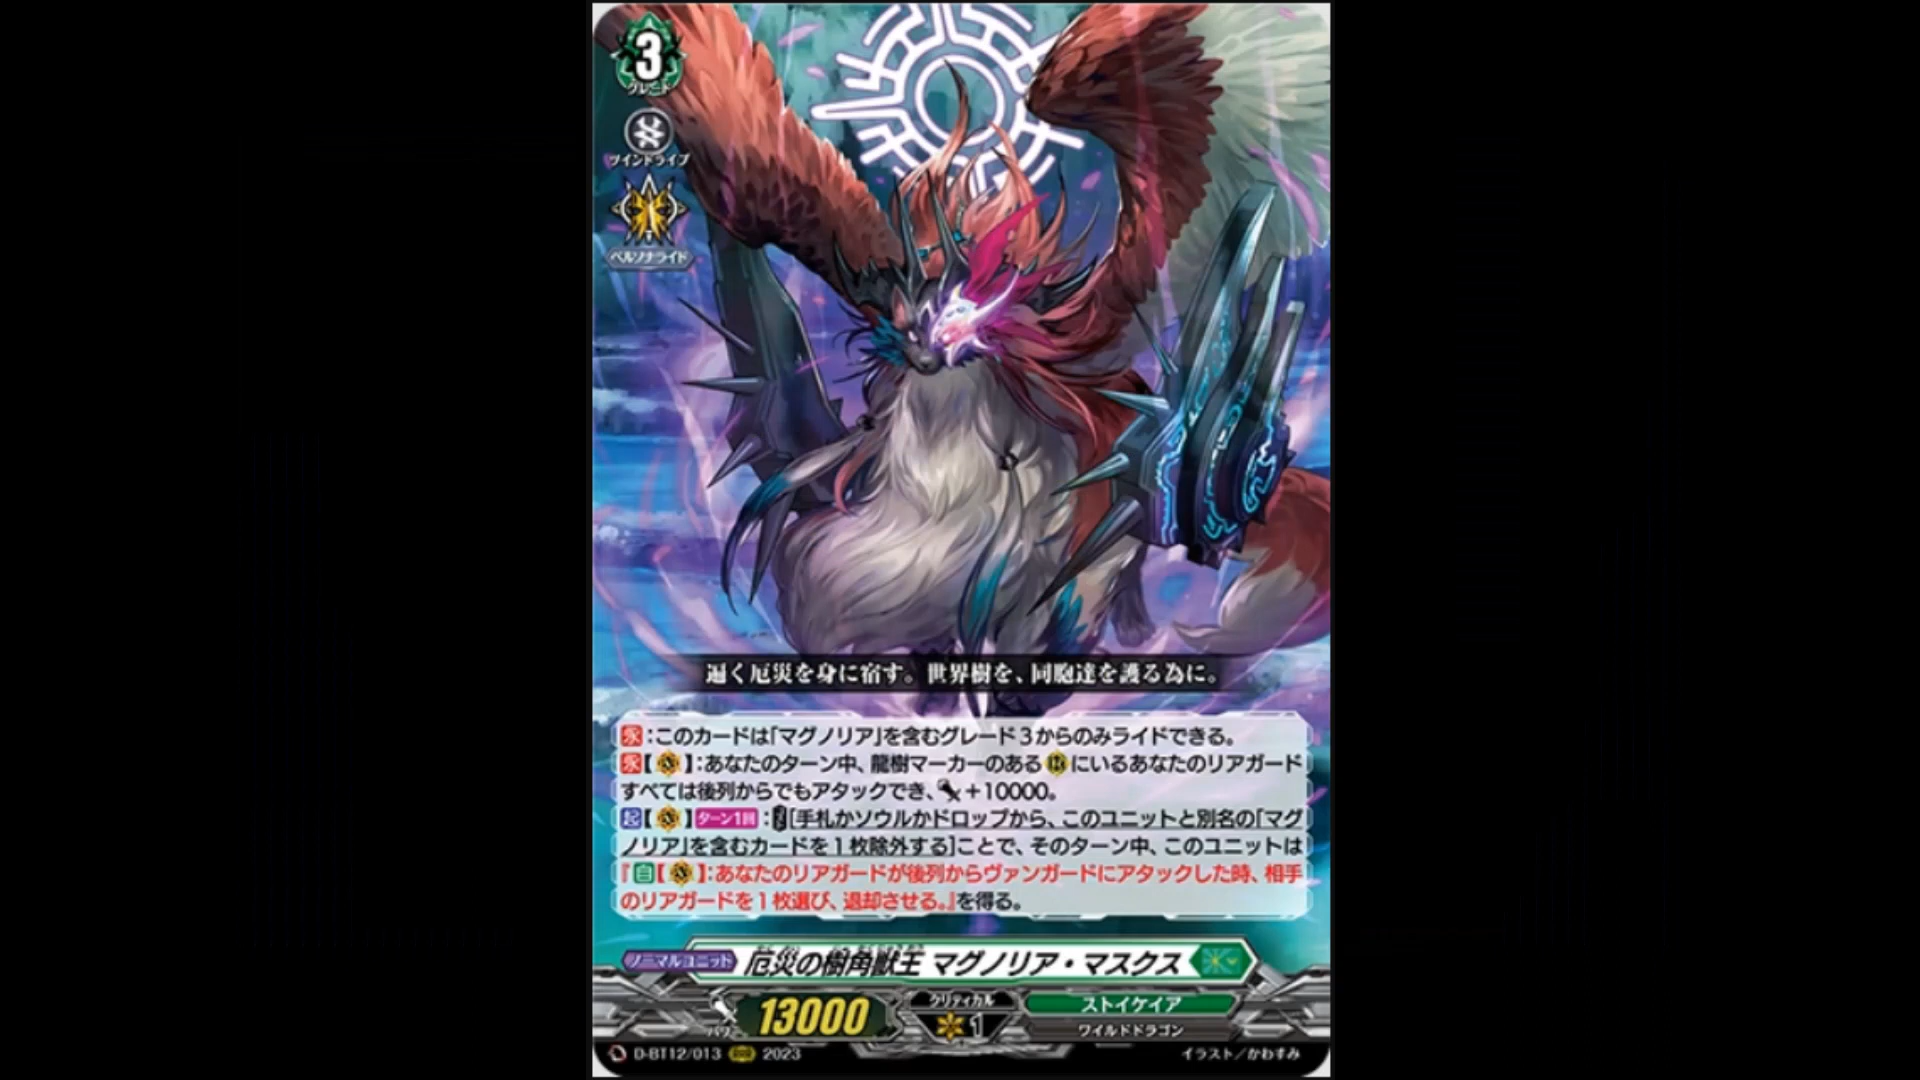 3
グレード
ツインドライブ
ペルソナライド
遍く厄災を身に宿す。世界樹を、同胞達を護る為に。
永:このカードは「マグノリア」を含むグレード3からのみライドできる。
永【】:あなたのターン中、龍樹マーカーのあるRにいるあなたのリアガード
すべては後列からでもアタックでき、+10000。
起【】ターン1回:[手札かソウルかドロップから、このユニットと別名の「マグ
ノリア」を含むカードを1枚除外する]ことで、そのターン中、このユニットは
『自【】:あなたのリアガードが後列からヴァンガードにアタックした時、相手
のリアガードを1枚選び、退却させる。』を得る。
ノーマルユニット 厄災の樹角獣王 マグノリア・マスクス
パワー 13000 クリティカル 1 ストイケイア
ワイルドドラゴン
D-BT12/013 RRR 2023 イラスト/かわすみ